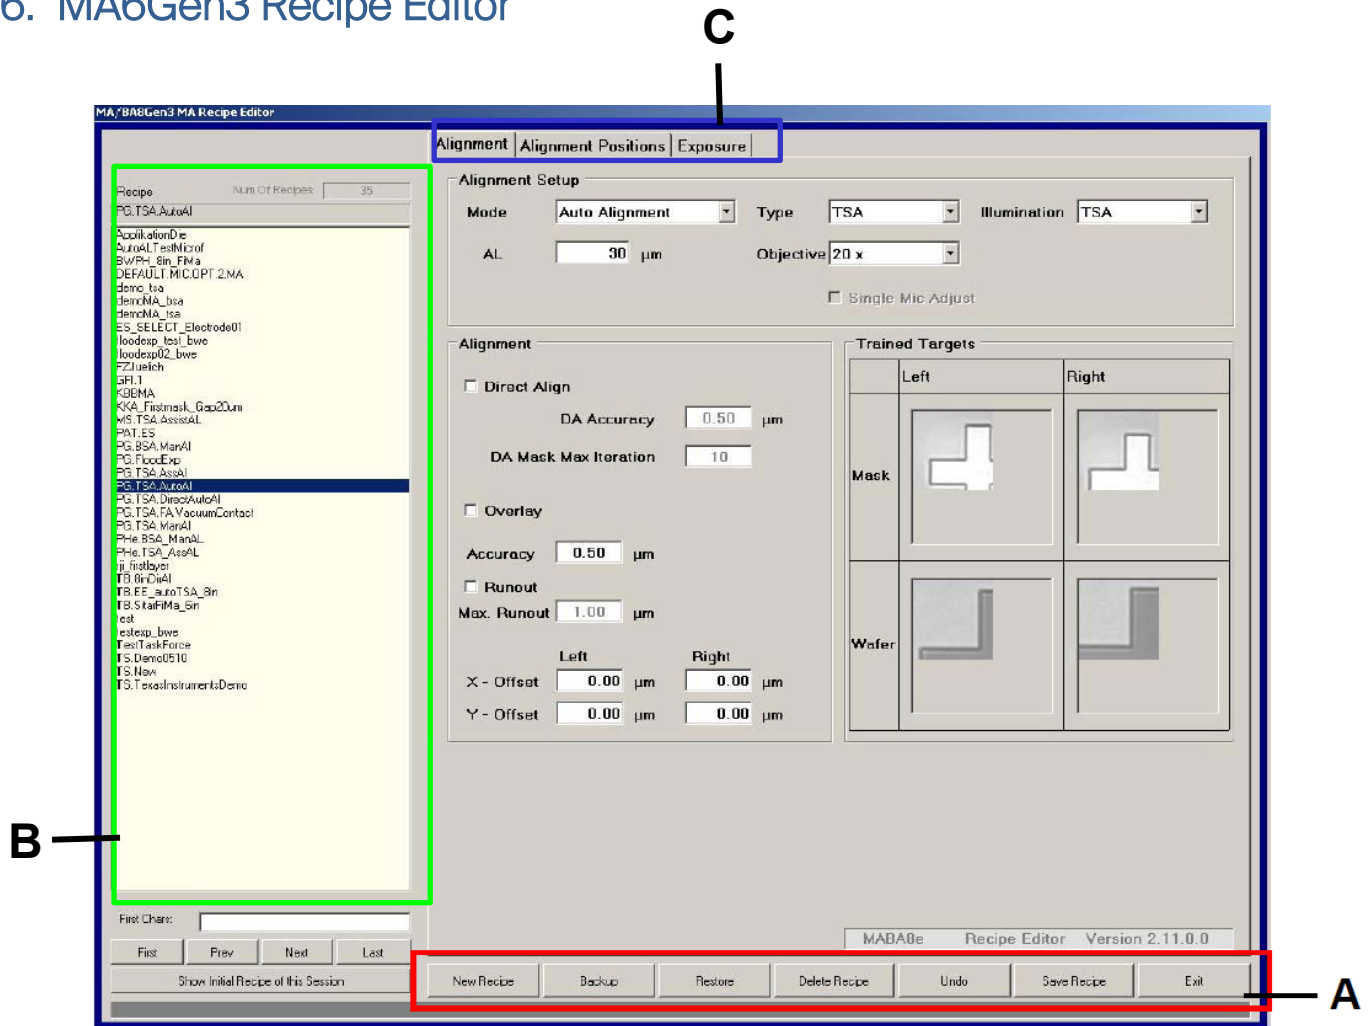 6. MA6Gen3 Recipe Editor
C
MA/BA8Gen3 MA Recipe Editor
Alignment Alignment Positions Exposure
Recipe Num Of Recipes: 35
PG.TSA.AutoAl
ApplikationDie
AutoALTestMicrof
BWPH_8in_FiMa
DEFAULT.MIC.OPT.2.MA
demo_tsa
demoMA_bsa
demoMA_tsa
ES_SELECT_Electrode01
floodexp_test_bwe
floodexp02_bwe
FZJuelich
GFI.1
KBBMA
KKA_Firstmask_Gap20um
MS.TSA.AssistAL
PAT.ES
PG.BSA.ManAl
PG.FloodExp
PG.TSA.AssAl
PG.TSA.AutoAl
PG.TSA.DirectAutoAl
PG.TSA.FA.VacuumContact
PG.TSA.ManAl
PHe.BSA_ManAL
PHe.TSA_AssAL
TB.8inDirAl
TB.EE_autoTSA_8in
TB.SitarFiMa_6in
test
testexp_bwe
TestTaskForce
TS.Demo0510
TS.New
TS.TexasInstrumentsDemo
First Chars:
First Prev Next Last
Show Initial Recipe of this Session
B
Alignment Setup
Mode Auto Alignment Type TSA Illumination TSA
AL 30 µm Objective 20 x
Single Mic Adjust
Alignment
Direct Align
DA Accuracy 0.50 µm
DA Mask Max Iteration 10
Overlay
Accuracy 0.50 µm
Runout
Max. Runout 1.00 µm
Left Right
X - Offset 0.00 µm 0.00 µm
Y - Offset 0.00 µm 0.00 µm
Trained Targets
Left Right
Mask
Wafer
MABA8e Recipe Editor Version 2.11.0.0
New Recipe Backup Restore Delete Recipe Undo Save Recipe Exit
A